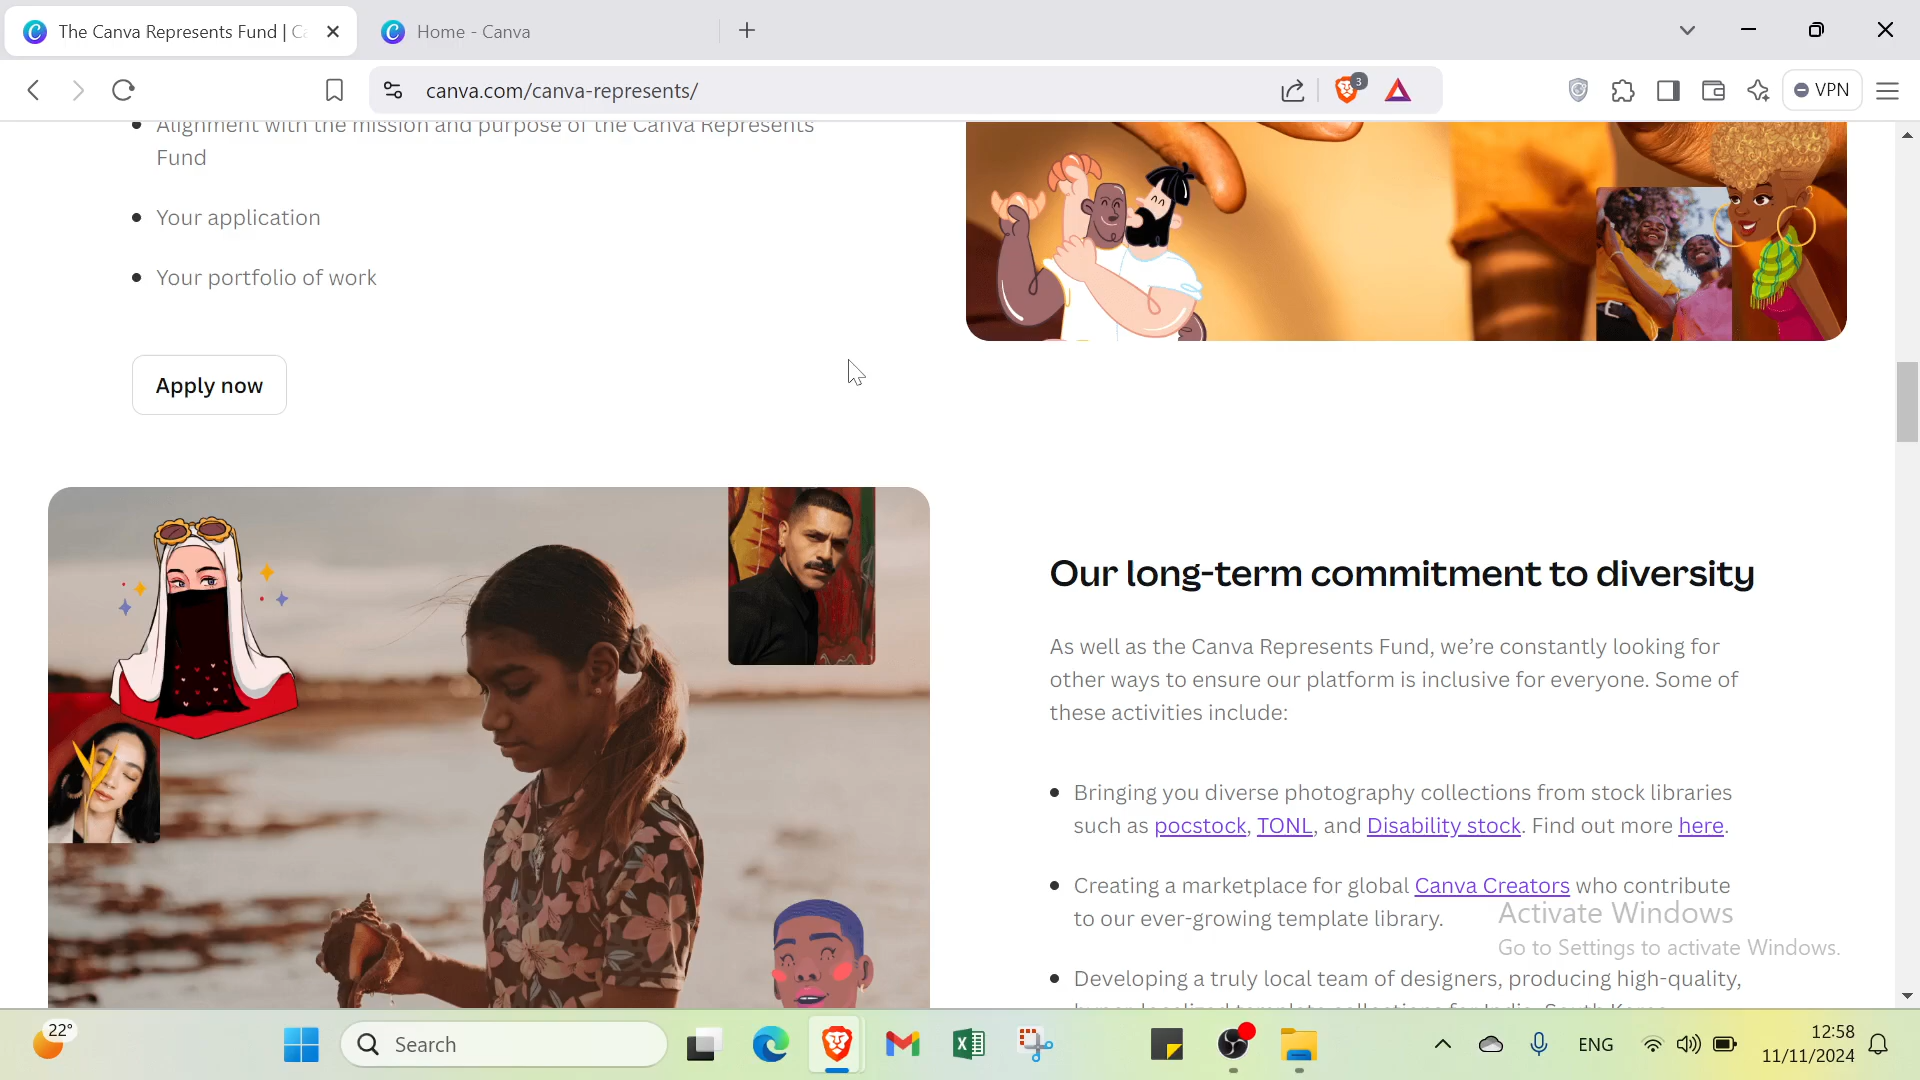 The Canva Represents Fund | Ca
Home - Canva
canva.com/canva-represents/
3
VPN
Alignment with the mission and purpose of the Canva Represents
Fund
Your application
Your portfolio of work
Apply now
Our long-term commitment to diversity
As well as the Canva Represents Fund, we’re constantly looking for
other ways to ensure our platform is inclusive for everyone. Some of
these activities include:
Bringing you diverse photography collections from stock libraries
such as pocstock, TONL, and Disability stock. Find out more here.
Creating a marketplace for global Canva Creators who contribute
to our ever-growing template library.
Activate Windows
Go to Settings to activate Windows.
Developing a truly local team of designers, producing high-quality,
22°
Search
ENG
12:58
11/11/2024